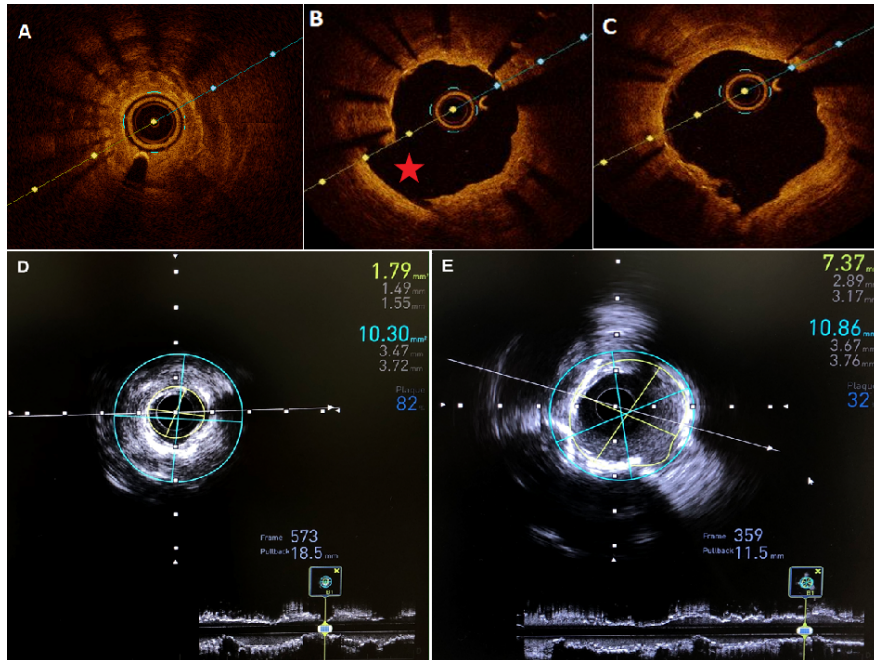 A
B
C
D
1.79 mm²
1.49 mm
1.55 mm
10.30 mm²
3.47 mm
3.72 mm
Plaque
82
Frame 573
Pullback 18.5 mm
E
7.37
2.89 mm
3.17 mm
10.86 mm²
3.67 mm
3.76 mm
Plaque
32
Frame 359
Pullback 11.5 mm